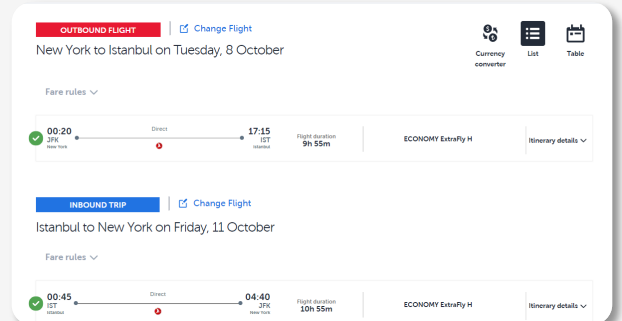 OUTBOUND FLIGHT
Change Flight
New York to Istanbul on Tuesday, 8 October
Currency converter
List
Table
Fare rules
00:20 Direct 17:15
JFK IST
New York Istanbul
Flight duration
9h 55m
ECONOMY ExtraFly H
Itinerary details
INBOUND TRIP
Change Flight
Istanbul to New York on Friday, 11 October
Fare rules
00:45 Direct 04:40
IST JFK
Istanbul New York
Flight duration
10h 55m
ECONOMY ExtraFly H
Itinerary details